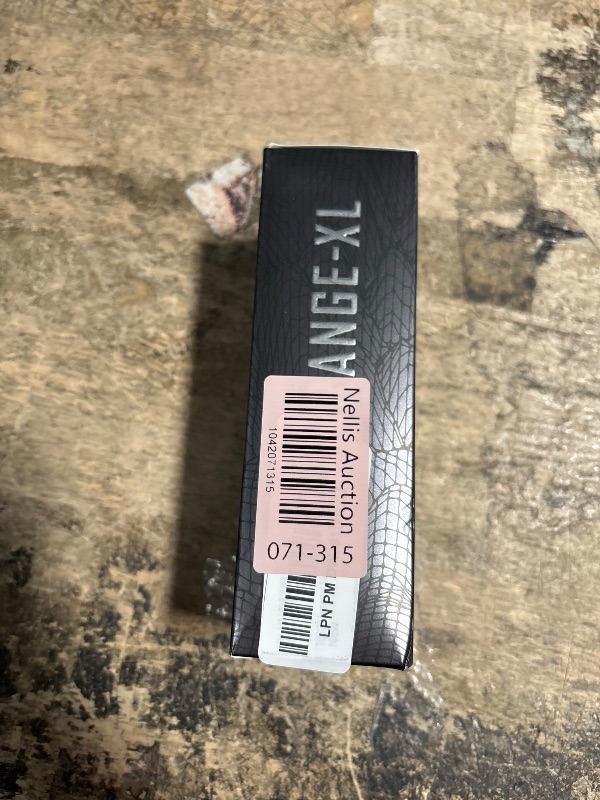 ANGE-XL
Nellis Auction
1042071315
071-315
LPN PM